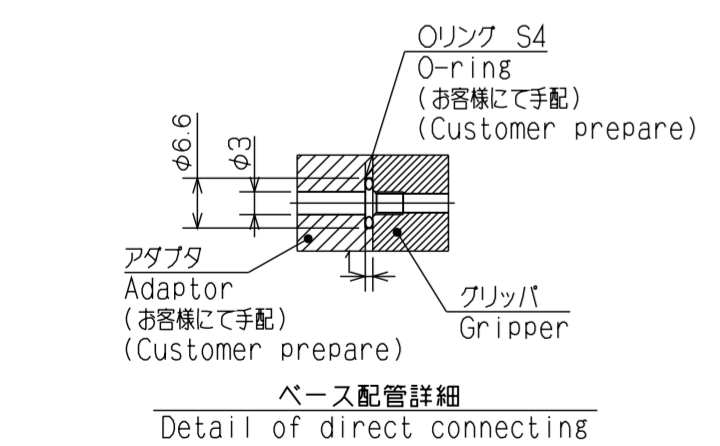 Oリング S4
O-ring
(お客様にて手配)
(Customer prepare)
φ6.6
φ3
アダプタ
Adaptor
(お客様にて手配)
(Customer prepare)
1
グリッパ
Gripper
ベース配管詳細
Detail of direct connecting